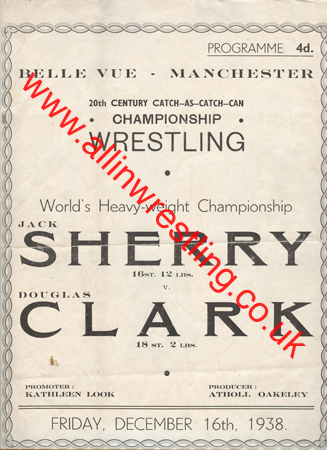 PROGRAMME 4d.
BELLE VUE - MANCHESTER
20th CENTURY CATCH-AS-CATCH-CAN
• CHAMPIONSHIP •
WRESTLING
World's Heavy-weight Championship
JACK
SHERRY
16ST. 12 LBS.
v.
DOUGLAS
CLARK
18 ST. 2 LBS.
PROMOTER :
KATHLEEN LOOK
PRODUCER :
ATHOLL OAKELEY
FRIDAY, DECEMBER 16th, 1938.
www.allinwrestling.co.uk